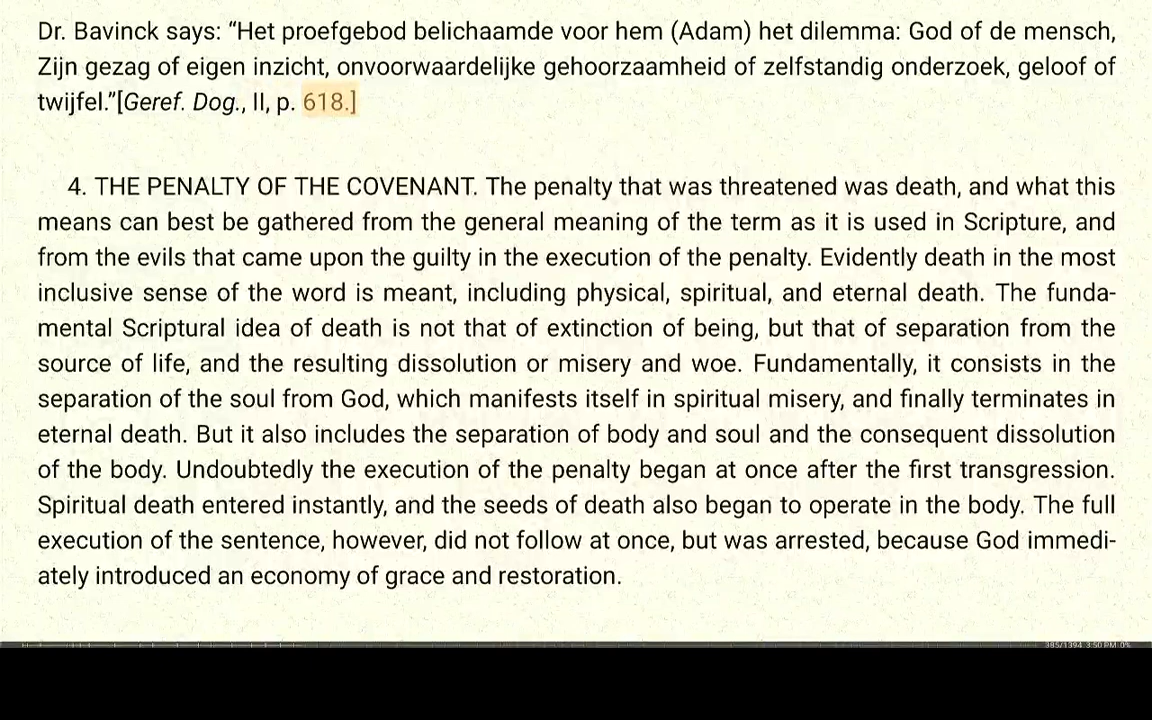 Dr. Bavinck says: “Het proefgebod belichaamde voor hem (Adam) het dilemma: God of de mensch,
Zijn gezag of eigen inzicht, onvoorwaardelijke gehoorzaamheid of zelfstandig onderzoek, geloof of
twijfel.”[Geref. Dog., II, p. 618.]
4. THE PENALTY OF THE COVENANT. The penalty that was threatened was death, and what this
means can best be gathered from the general meaning of the term as it is used in Scripture, and
from the evils that came upon the guilty in the execution of the penalty. Evidently death in the most
inclusive sense of the word is meant, including physical, spiritual, and eternal death. The funda-
mental Scriptural idea of death is not that of extinction of being, but that of separation from the
source of life, and the resulting dissolution or misery and woe. Fundamentally, it consists in the
separation of the soul from God, which manifests itself in spiritual misery, and finally terminates in
eternal death. But it also includes the separation of body and soul and the consequent dissolution
of the body. Undoubtedly the execution of the penalty began at once after the first transgression.
Spiritual death entered instantly, and the seeds of death also began to operate in the body. The full
execution of the sentence, however, did not follow at once, but was arrested, because God immedi-
ately introduced an economy of grace and restoration.
385/1394 3:50 PM 0%